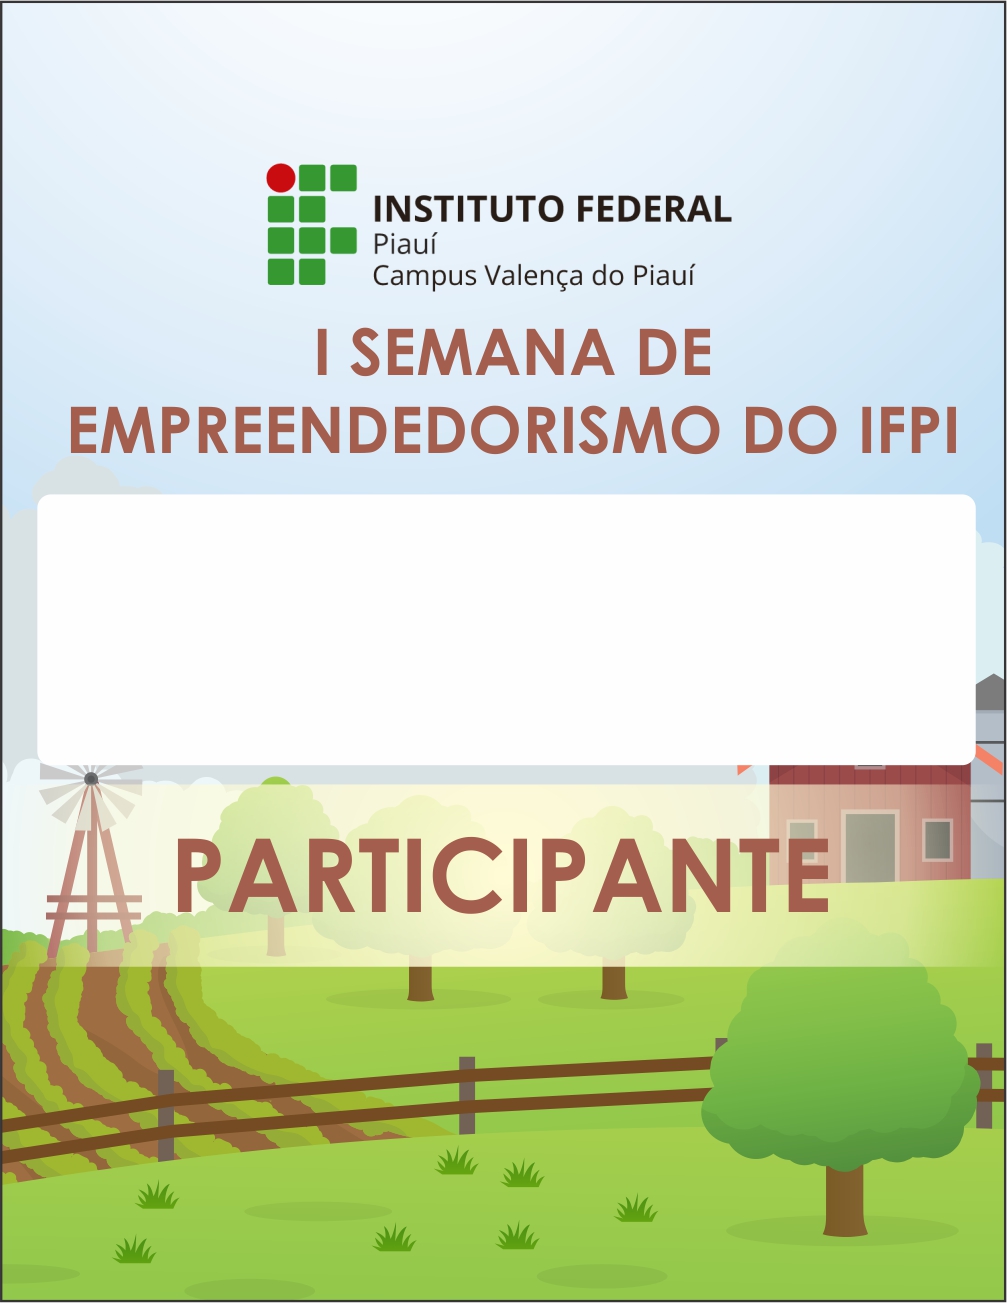 INSTITUTO FEDERAL
Piauí
Campus Valença do Piauí
I SEMANA DE
EMPREENDEDORISMO DO IFPI
PARTICIPANTE